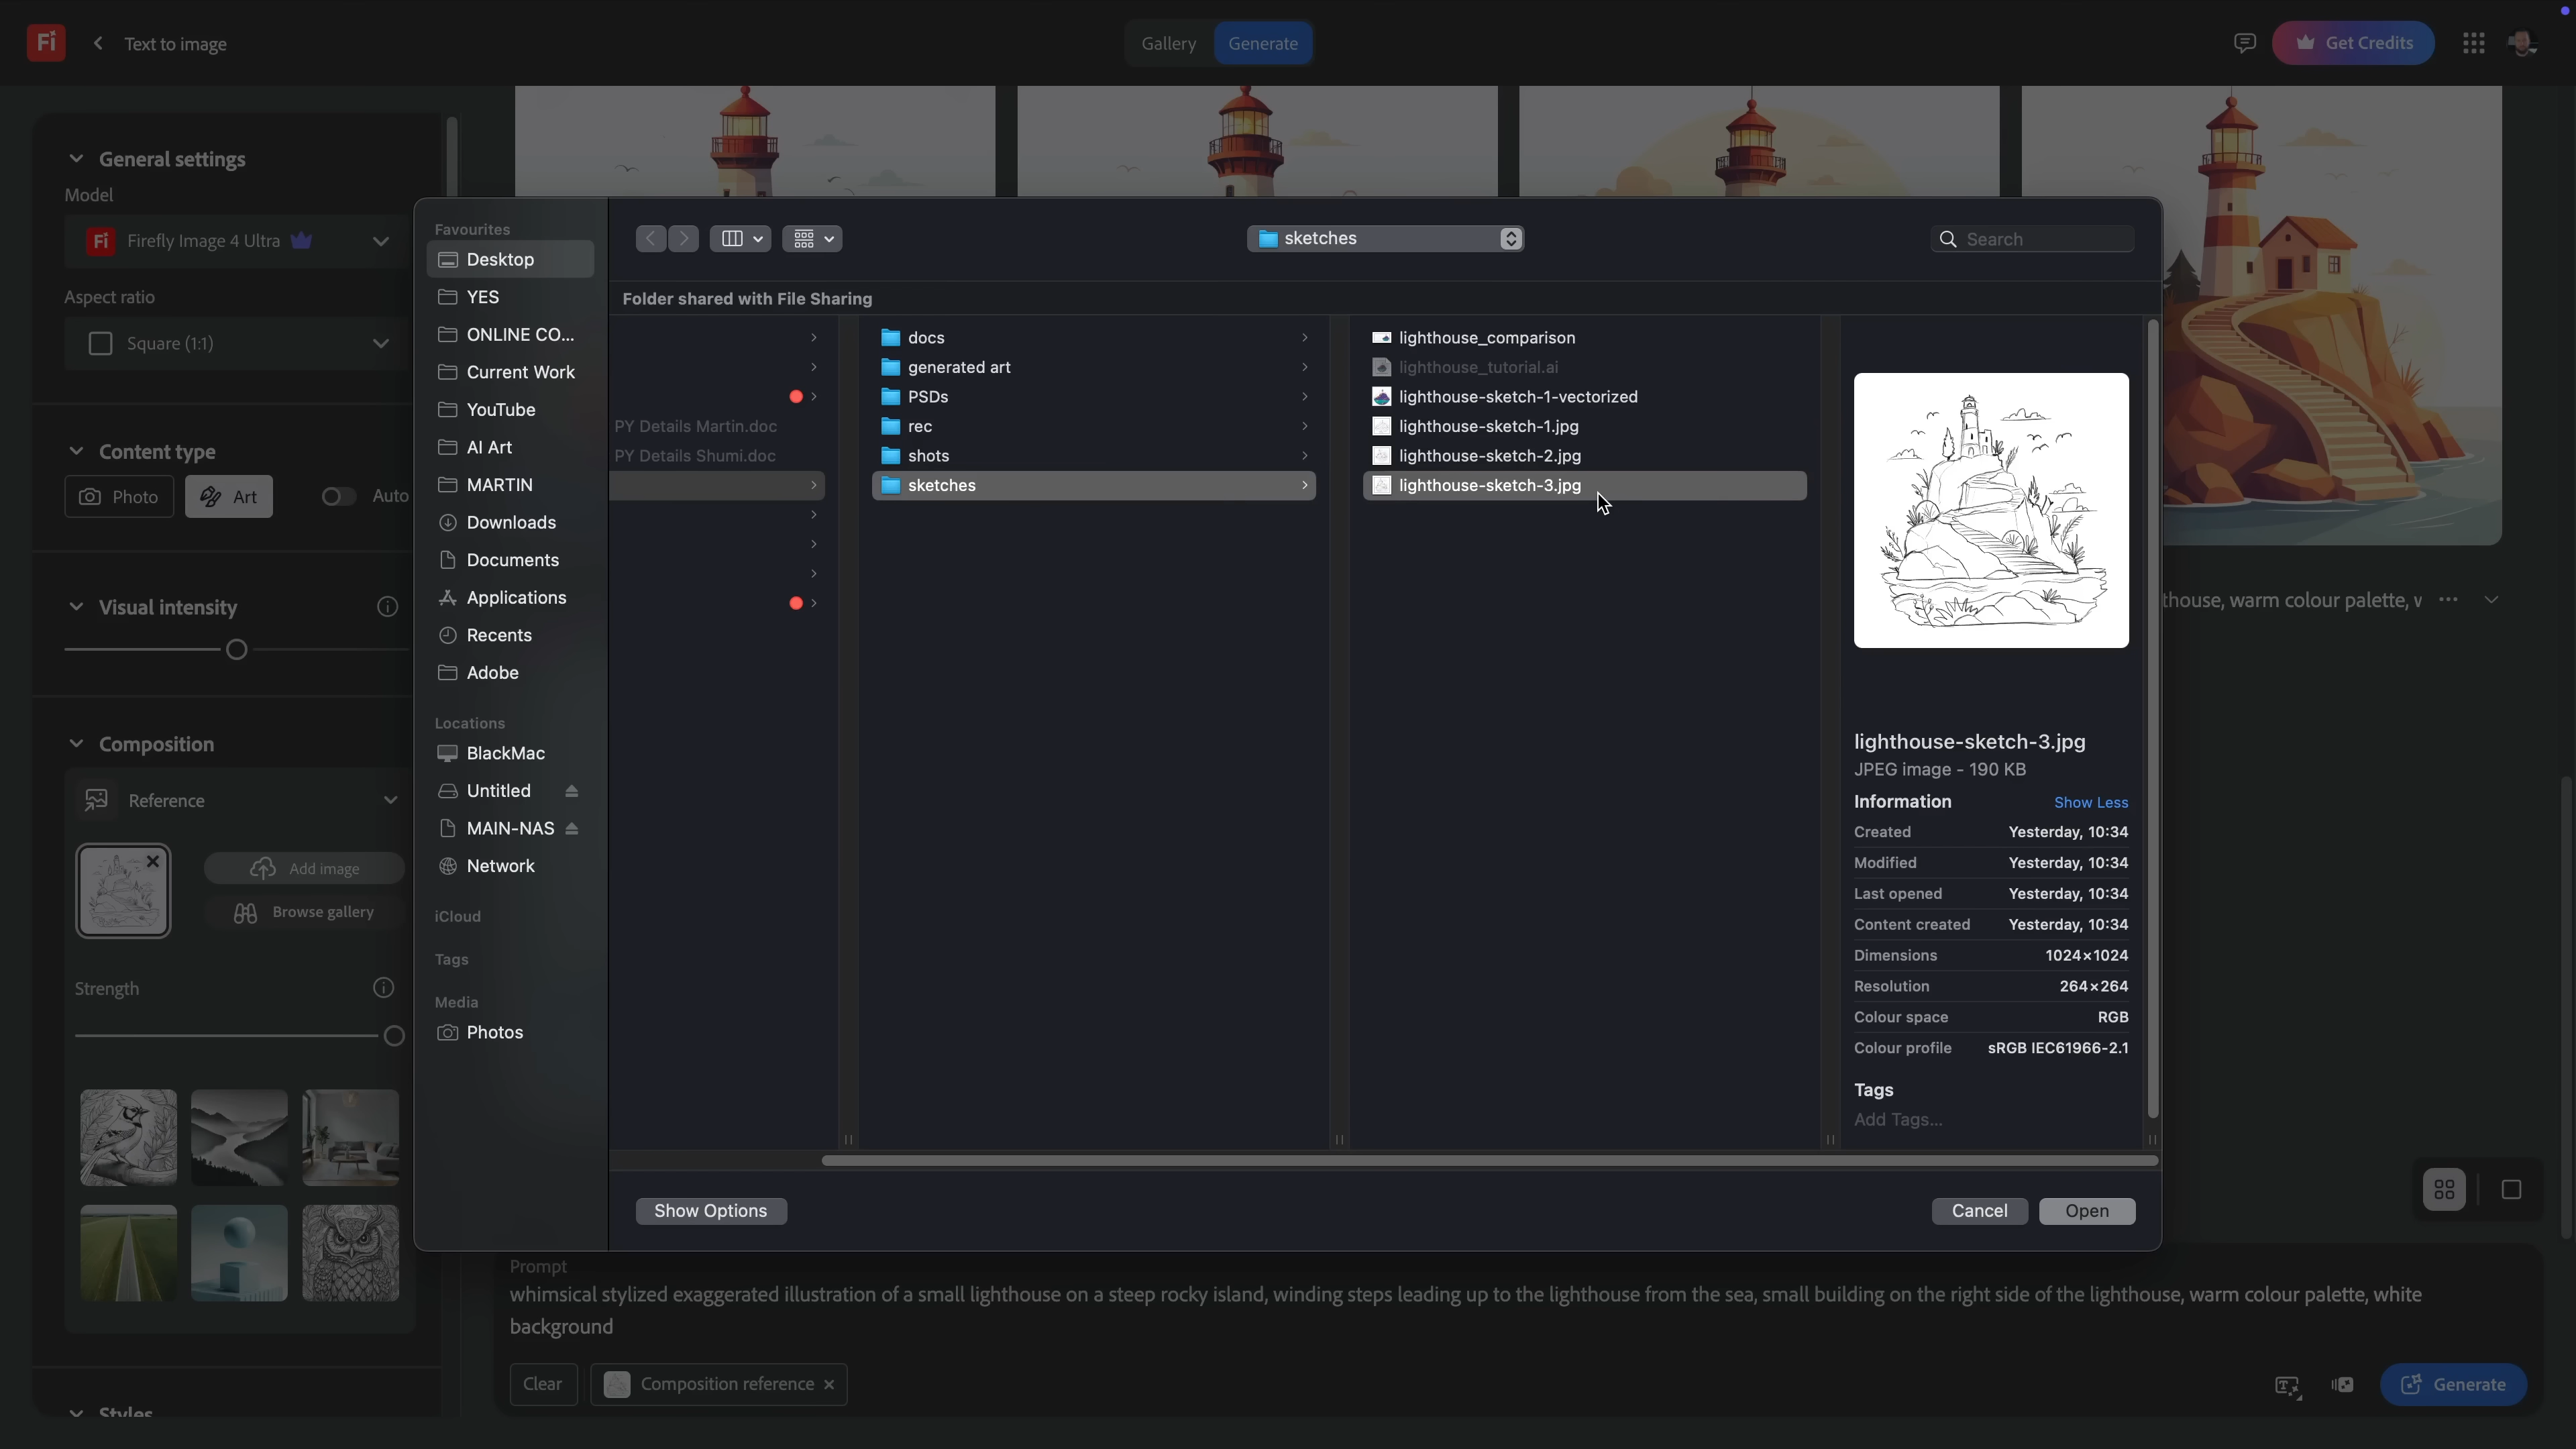 Fi
Text to image
Gallery
Generate
Get Credits
General settings
Model
Fi Firefly Image 4 Ultra
Aspect ratio
Square (1:1)
Content type
Photo
Art
Auto
Visual intensity
Composition
Reference
Add image
Browse gallery
Strength
Styles
Favourites
Desktop
YES
ONLINE CO...
Current Work
YouTube
AI Art
MARTIN
Downloads
Documents
Applications
Recents
Adobe
Locations
BlackMac
Untitled
MAIN-NAS
Network
iCloud
Tags
Media
Photos
sketches
Search
Folder shared with File Sharing
PY Details Martin.doc
PY Details Shumi.doc
docs
generated art
PSDs
rec
shots
sketches
lighthouse_comparison
lighthouse_tutorial.ai
lighthouse-sketch-1-vectorized
lighthouse-sketch-1.jpg
lighthouse-sketch-2.jpg
lighthouse-sketch-3.jpg
lighthouse-sketch-3.jpg
JPEG image - 190 KB
Information Show Less
Created Yesterday, 10:34
Modified Yesterday, 10:34
Last opened Yesterday, 10:34
Content created Yesterday, 10:34
Dimensions 1024×1024
Resolution 264×264
Colour space RGB
Colour profile sRGB IEC61966-2.1
Tags
Add Tags...
Show Options
Cancel
Open
thouse, warm colour palette, v ...
Prompt
whimsical stylized exaggerated illustration of a small lighthouse on a steep rocky island, winding steps leading up to the lighthouse from the sea, small building on the right side of the lighthouse, warm colour palette, white
background
Clear
Composition reference
Generate